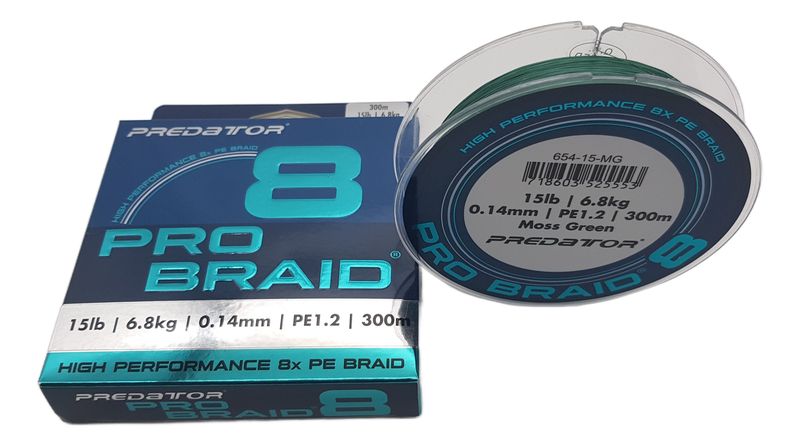 300m
15lb | 6.8kg
PREDATOR®
HIGH PERFORMANCE 8X PE BRAID
8
PRO
BRAID®
15lb | 6.8kg | 0.14mm | PE1.2 | 300m
HIGH PERFORMANCE 8X PE BRAID
PREDATOR
PRO
BRAID® 8
HIGH PERFORMANCE 8X PE BRAID
654-15-MG
718603 525553
15lb | 6.8kg
0.14mm | PE1.2 | 300m
Moss Green
PREDATOR
PRO BRAID® 8